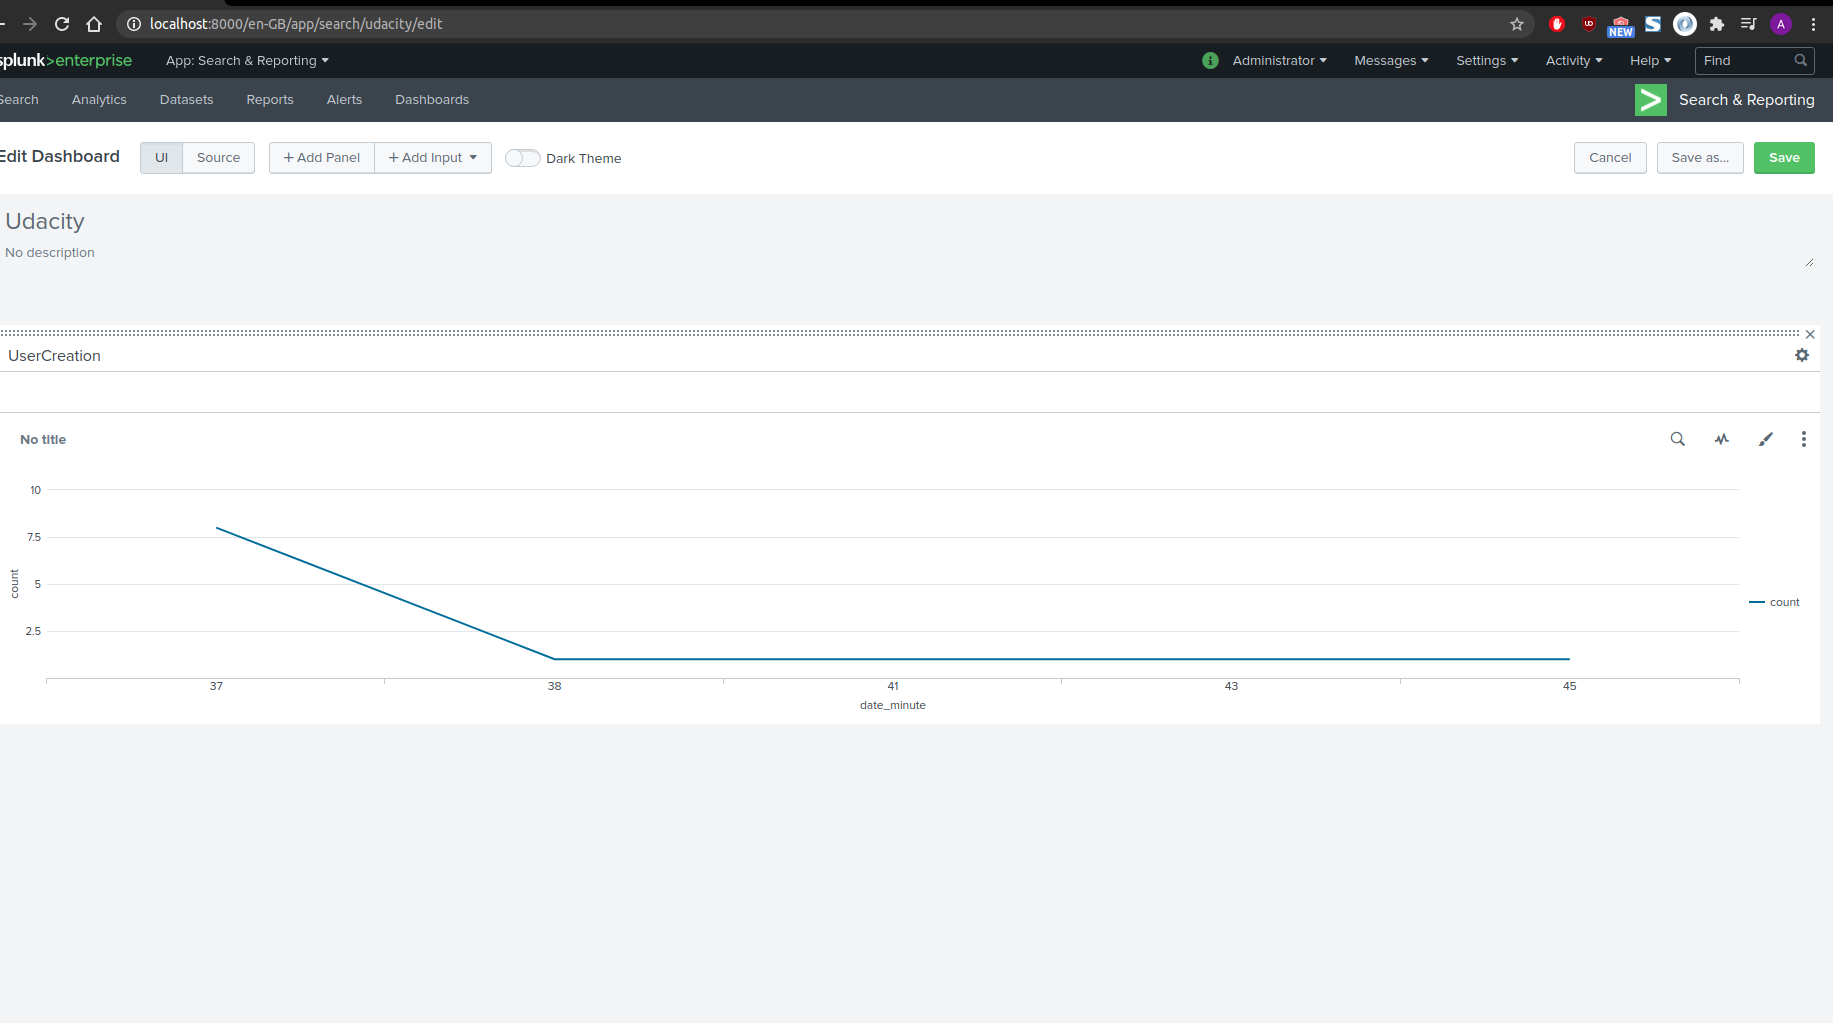 localhost:8000/en-GB/app/search/udacity/edit
NEW
A
splunk>enterprise App: Search & Reporting Administrator Messages Settings Activity Help Find
Search Analytics Datasets Reports Alerts Dashboards Search & Reporting
Edit Dashboard UI Source + Add Panel + Add Input Dark Theme Cancel Save as... Save
Udacity
No description
UserCreation
No title
10
7.5
5
2.5
count
count
37 38 41 43 45
date_minute